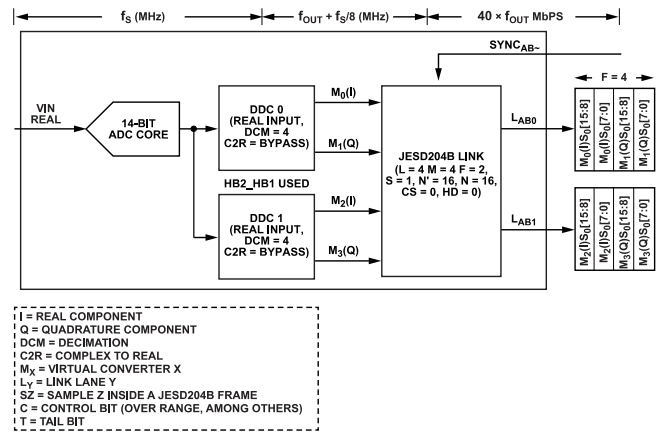 fS (MHz)
fOUT + fS/8 (MHz)
40 × fOUT MbPS
SYNCAB~
F = 4
VIN
REAL
14-BIT
ADC CORE
DDC 0
(REAL INPUT,
DCM = 4
C2R = BYPASS)
M0(I)
M1(Q)
HB2_HB1 USED
DDC 1
(REAL INPUT,
DCM = 4
C2R = BYPASS)
M2(I)
M3(Q)
JESD204B LINK
(L = 4 M = 4 F = 2,
S = 1, N' = 16, N = 16,
CS = 0, HD = 0)
LAB0
LAB1
M0(I)S0[15:8]
M0(I)S0[7:0]
M1(Q)S0[15:8]
M1(Q)S0[7:0]
M2(I)S0[15:8]
M2(I)S0[7:0]
M3(Q)S0[15:8]
M3(Q)S0[7:0]
I = REAL COMPONENT
Q = QUADRATURE COMPONENT
DCM = DECIMATION
C2R = COMPLEX TO REAL
MX = VIRTUAL CONVERTER X
LY = LINK LANE Y
SZ = SAMPLE Z INSIDE A JESD204B FRAME
C = CONTROL BIT (OVER RANGE, AMONG OTHERS)
T = TAIL BIT